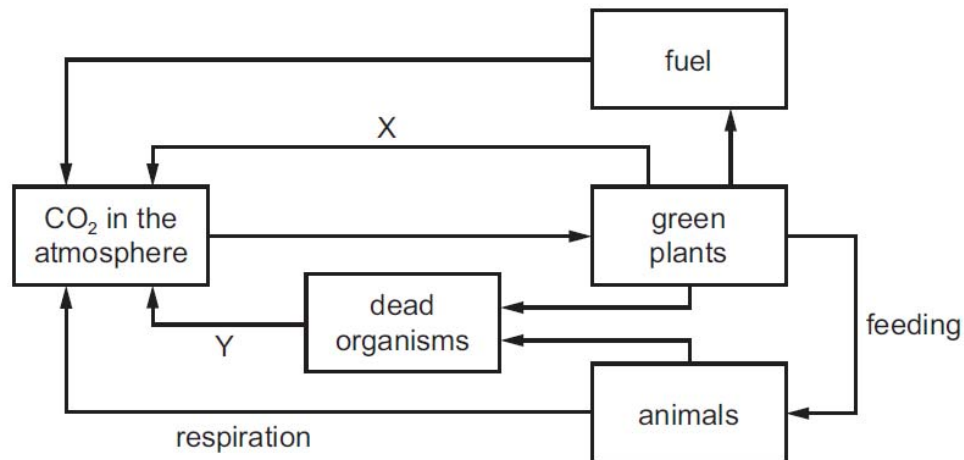 fuel
X
CO₂ in the
atmosphere
green
plants
dead
organisms
feeding
Y
animals
respiration